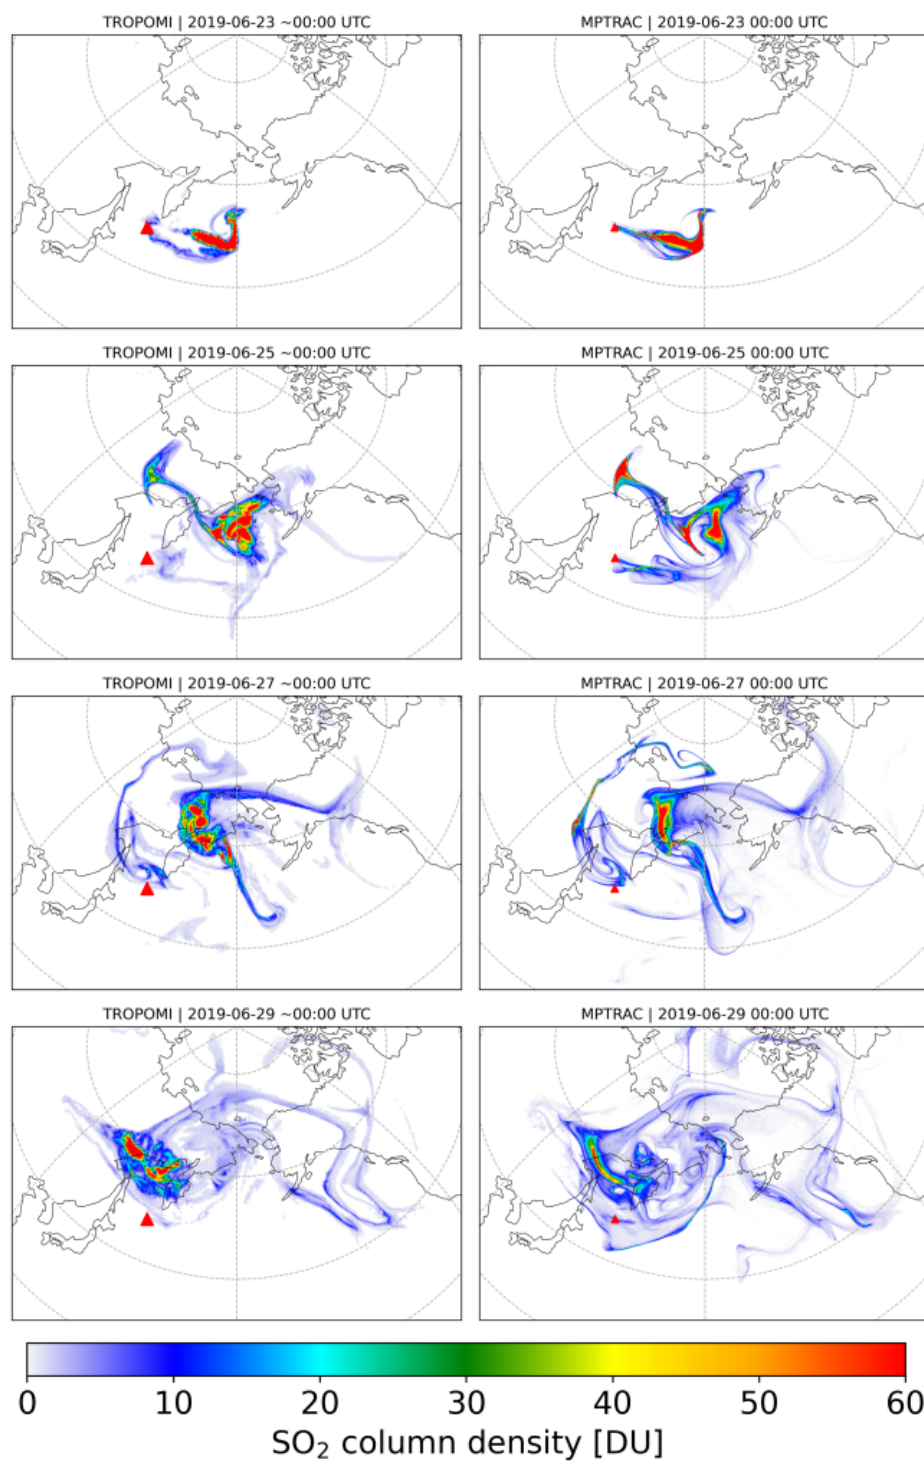 TROPOMI | 2019-06-23 ~00:00 UTC
MPTRAC | 2019-06-23 00:00 UTC
TROPOMI | 2019-06-25 ~00:00 UTC
MPTRAC | 2019-06-25 00:00 UTC
TROPOMI | 2019-06-27 ~00:00 UTC
MPTRAC | 2019-06-27 00:00 UTC
TROPOMI | 2019-06-29 ~00:00 UTC
MPTRAC | 2019-06-29 00:00 UTC
0 10 20 30 40 50 60
SO₂ column density [DU]